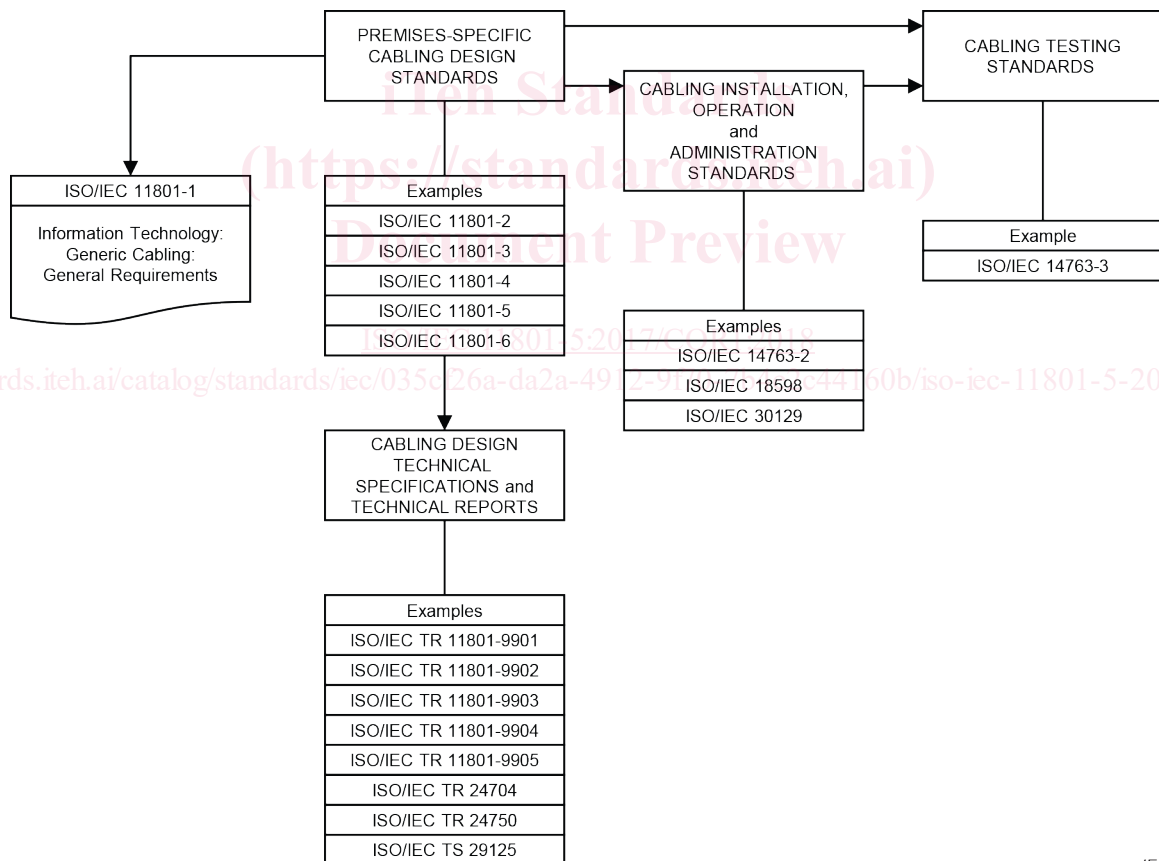 PREMISES-SPECIFIC
CABLING DESIGN
STANDARDS
CABLING TESTING
STANDARDS
CABLING INSTALLATION,
OPERATION
and
ADMINISTRATION
STANDARDS
iTeh Standards
(https://standards.iteh.ai)
Document Preview
ISO/IEC 11801-1
Information Technology:
Generic Cabling:
General Requirements
Examples
ISO/IEC 11801-2
ISO/IEC 11801-3
ISO/IEC 11801-4
ISO/IEC 11801-5
ISO/IEC 11801-6
Example
ISO/IEC 14763-3
Examples
ISO/IEC 14763-2
ISO/IEC 18598
ISO/IEC 30129
CABLING DESIGN
TECHNICAL
SPECIFICATIONS and
TECHNICAL REPORTS
Examples
ISO/IEC TR 11801-9901
ISO/IEC TR 11801-9902
ISO/IEC TR 11801-9903
ISO/IEC TR 11801-9904
ISO/IEC TR 11801-9905
ISO/IEC TR 24704
ISO/IEC TR 24750
ISO/IEC TS 29125